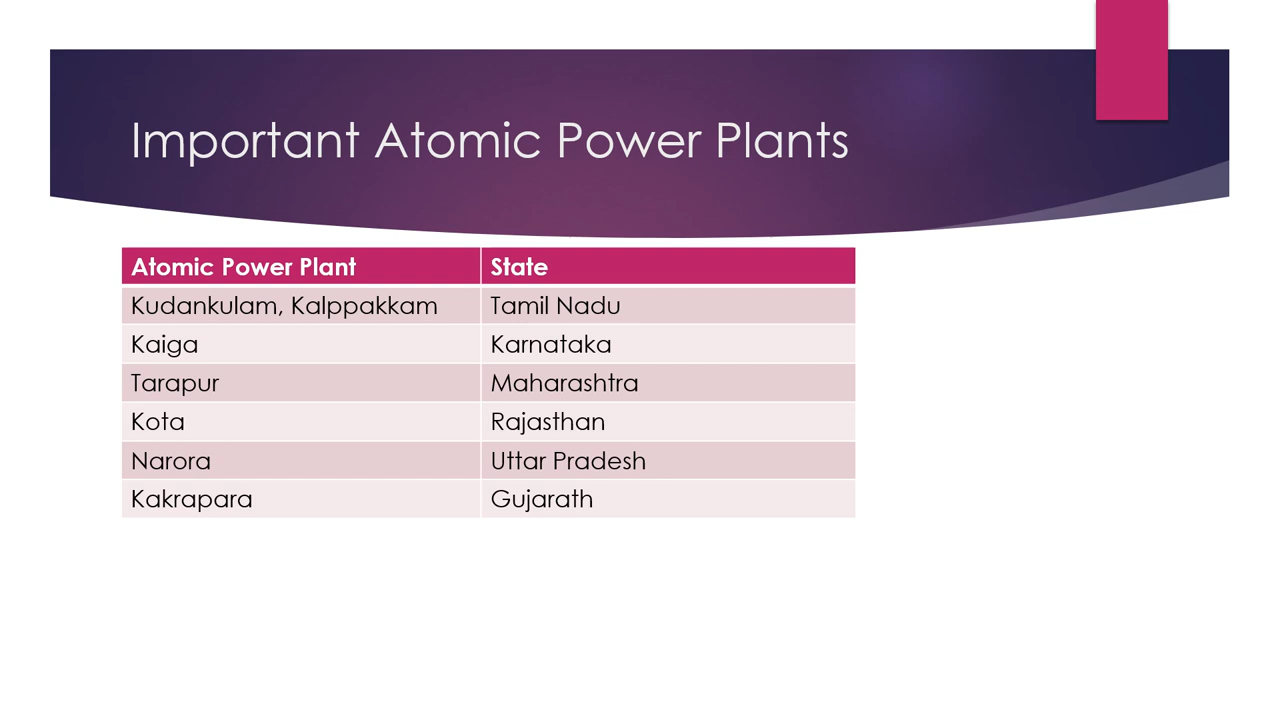 Important Atomic Power Plants
Atomic Power Plant State
Kudankulam, Kalppakkam Tamil Nadu
Kaiga Karnataka
Tarapur Maharashtra
Kota Rajasthan
Narora Uttar Pradesh
Kakrapara Gujarath